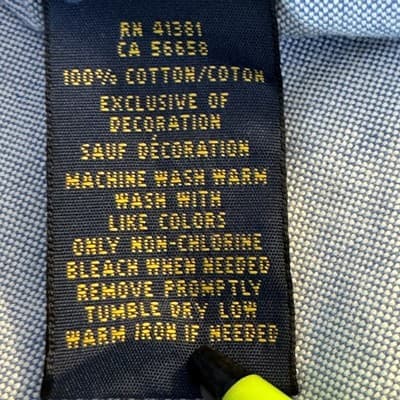 RN 41381
CA 56658
100% COTTON/COTON
EXCLUSIVE OF
DECORATION
SAUF DÉCORATION
MACHINE WASH WARM
WASH WITH
LIKE COLORS
ONLY NON-CHLORINE
BLEACH WHEN NEEDED
REMOVE PROMPTLY
TUMBLE DRY LOW
WARM IRON IF NEEDED